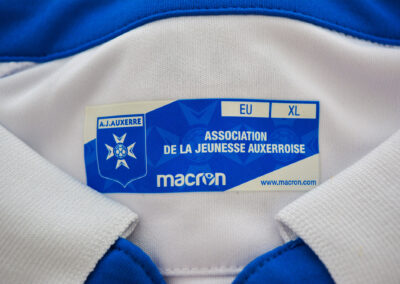 A.J.AUXERRE
EU XL
ASSOCIATION
DE LA JEUNESSE AUXERROISE
macron
www.macron.com